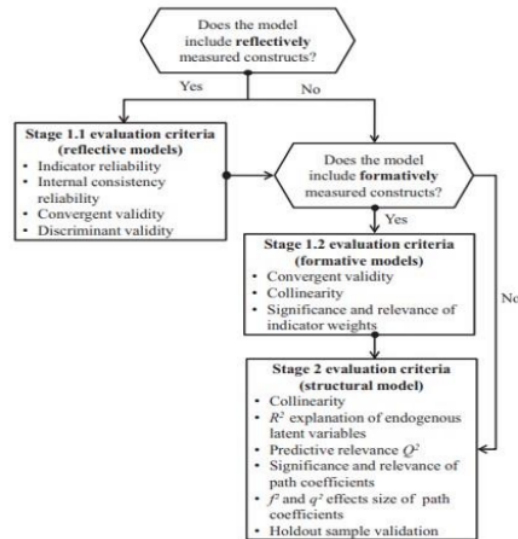 Does the model
include reflectively
measured constructs?
Yes
No
Stage 1.1 evaluation criteria
(reflective models)
• Indicator reliability
• Internal consistency
reliability
• Convergent validity
• Discriminant validity
Does the model
include formatively
measured constructs?
Yes
No
Stage 1.2 evaluation criteria
(formative models)
• Convergent validity
• Collinearity
• Significance and relevance of
indicator weights
Stage 2 evaluation criteria
(structural model)
• Collinearity
• R² explanation of endogenous
latent variables
• Predictive relevance Q²
• Significance and relevance of
path coefficients
• f² and q² effects size of path
coefficients
• Holdout sample validation